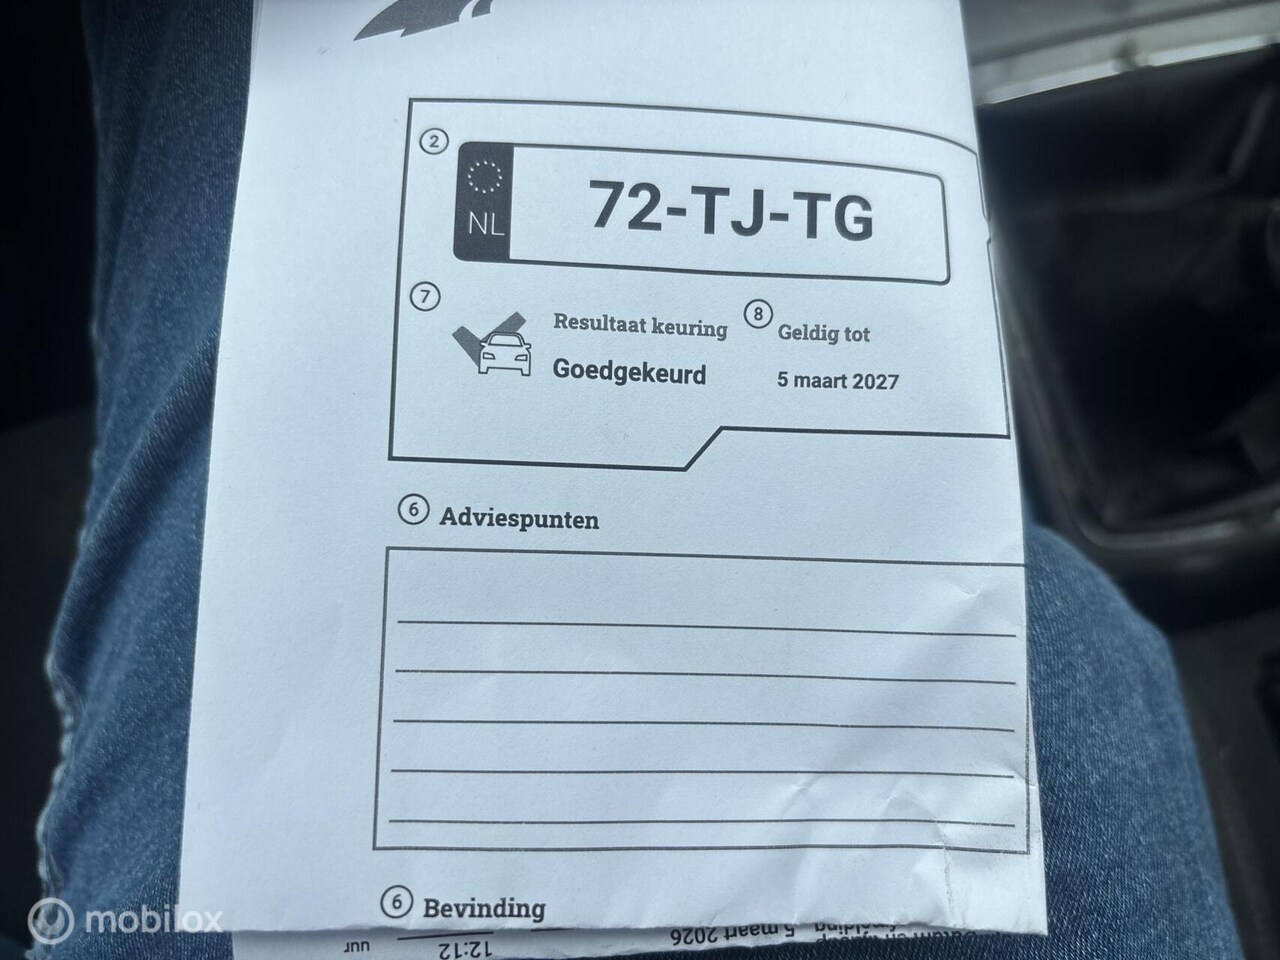 2
NL
72-TJ-TG
7
Resultaat keuring
Goedgekeurd
8
Geldig tot
5 maart 2027
6 Adviespunten
6 Bevinding
5 maart 2026
12:12
uur
mobilox